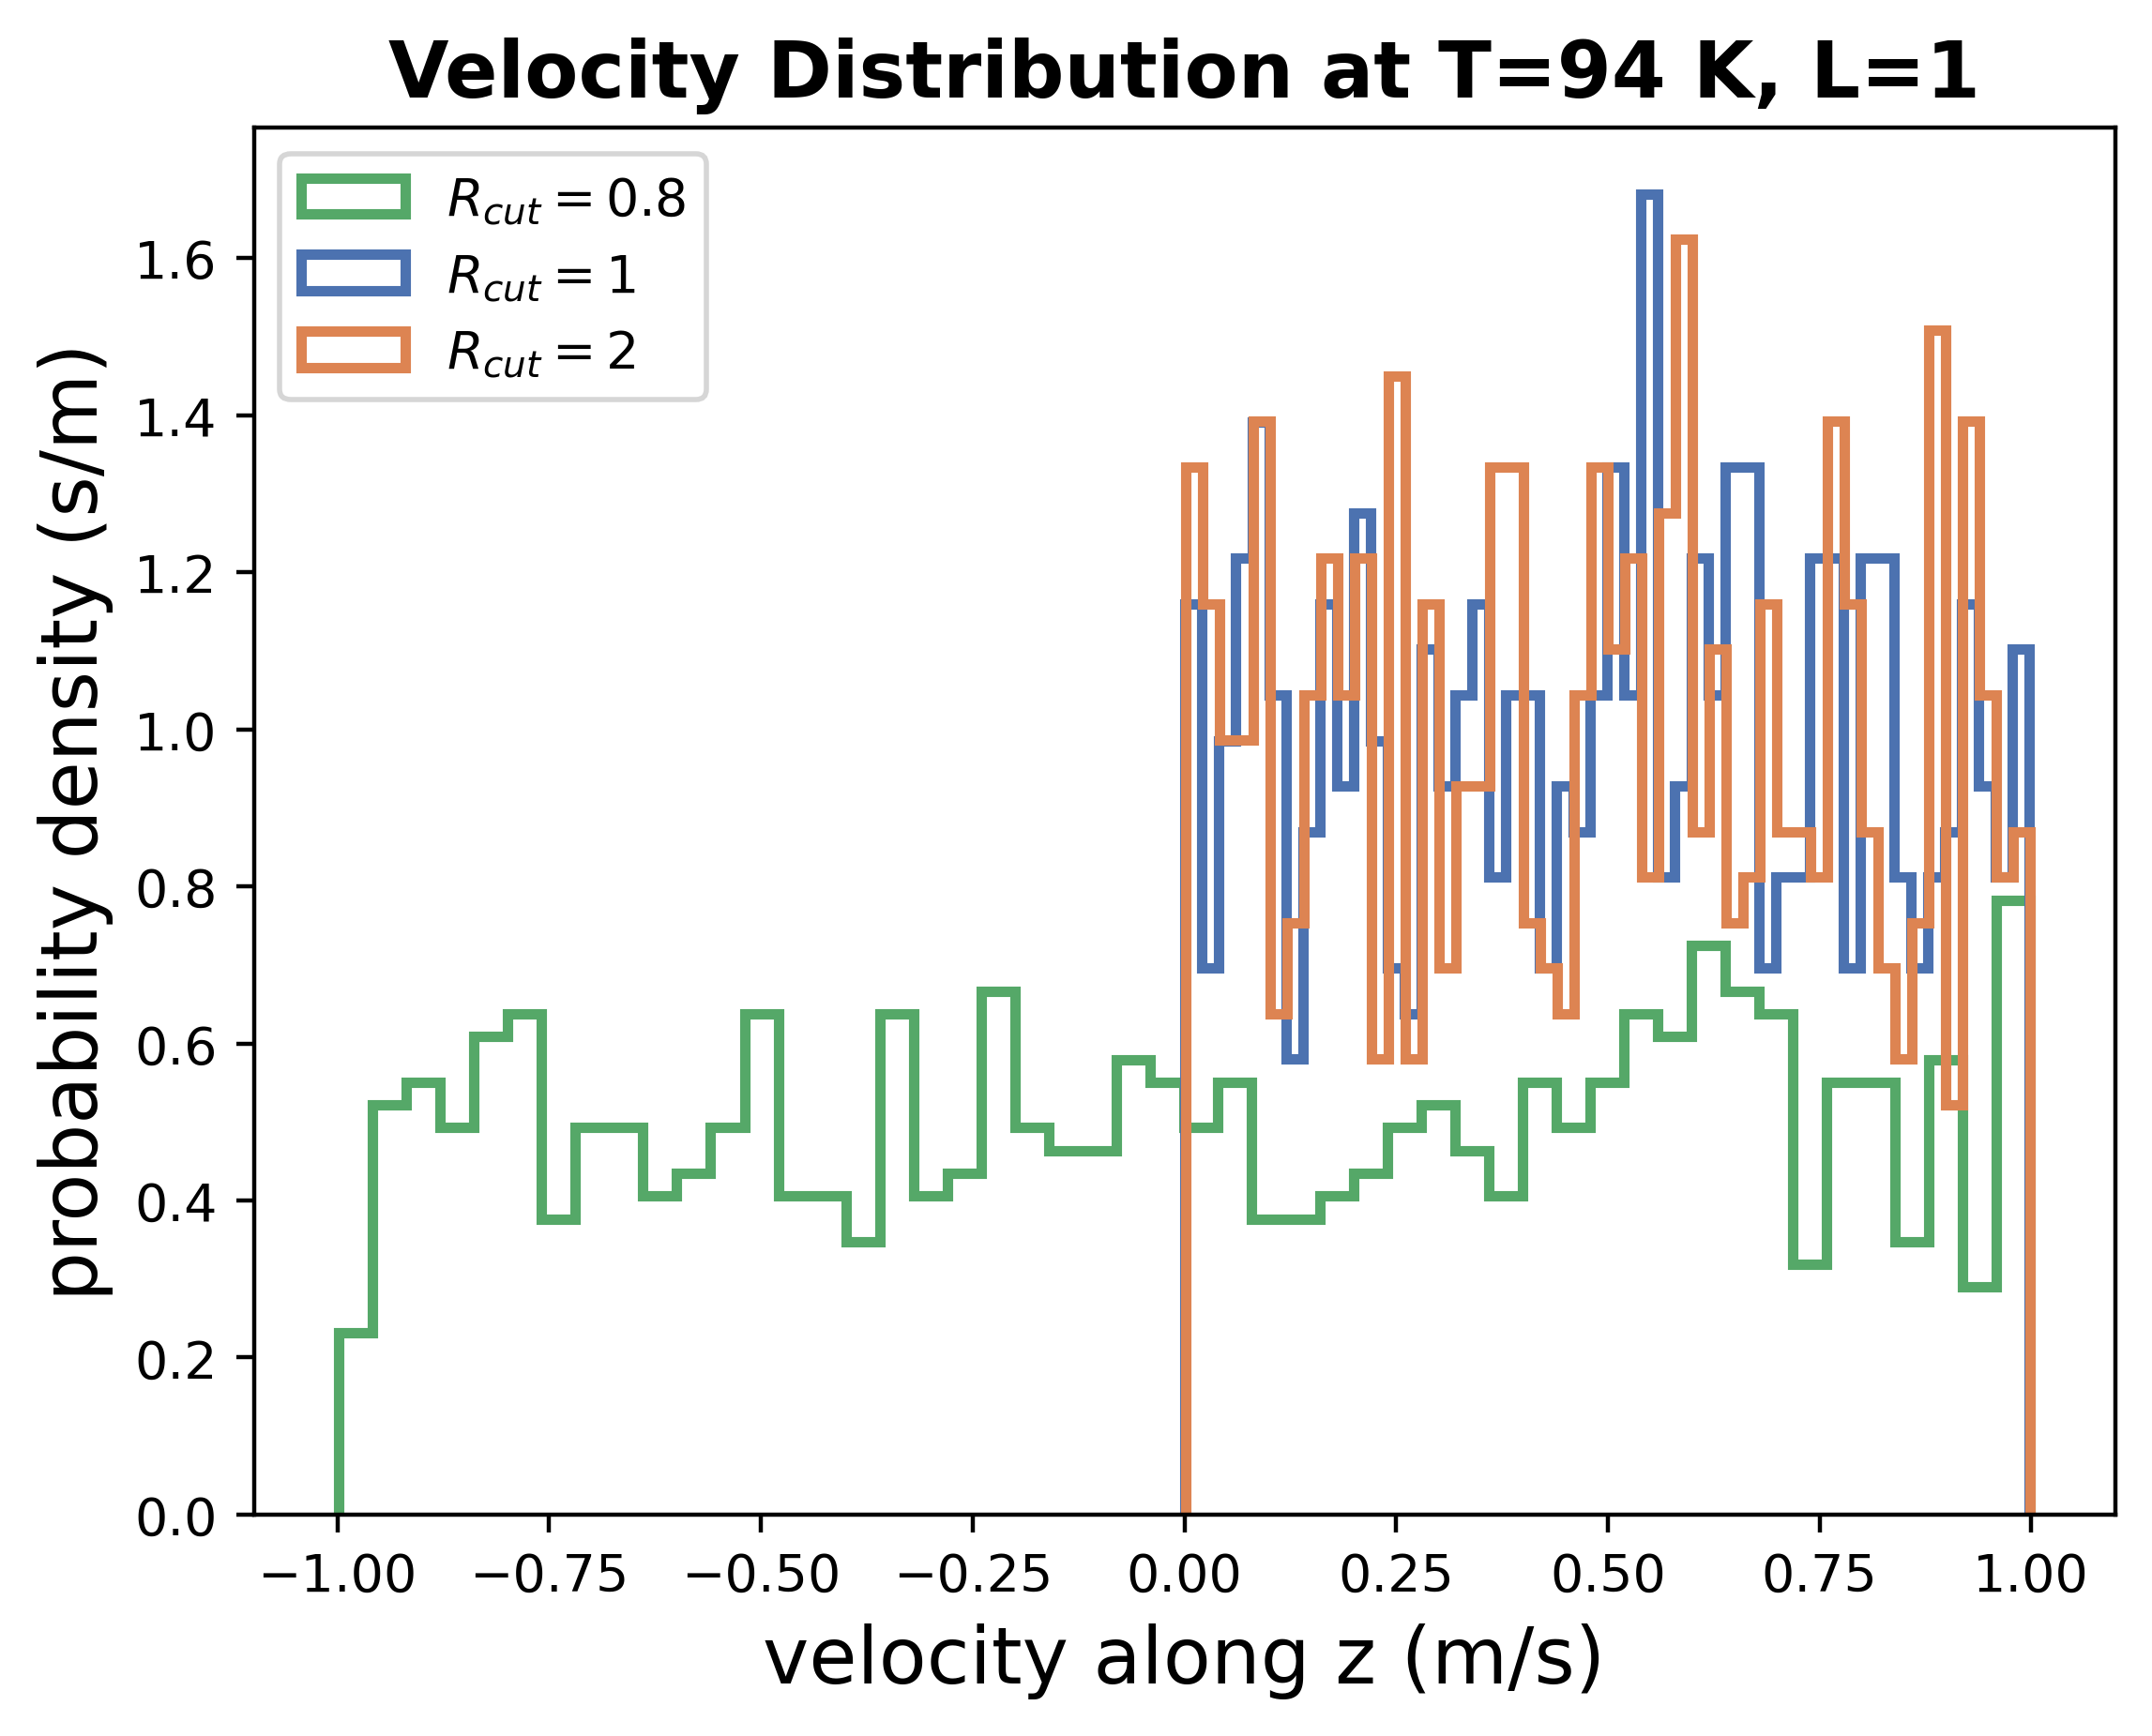 Velocity Distribution at T=94 K, L=1
R_cut = 0.8
R_cut = 1
R_cut = 2
probability density (s/m)
1.6
1.4
1.2
1.0
0.8
0.6
0.4
0.2
0.0
−1.00 −0.75 −0.50 −0.25 0.00 0.25 0.50 0.75 1.00
velocity along z (m/s)